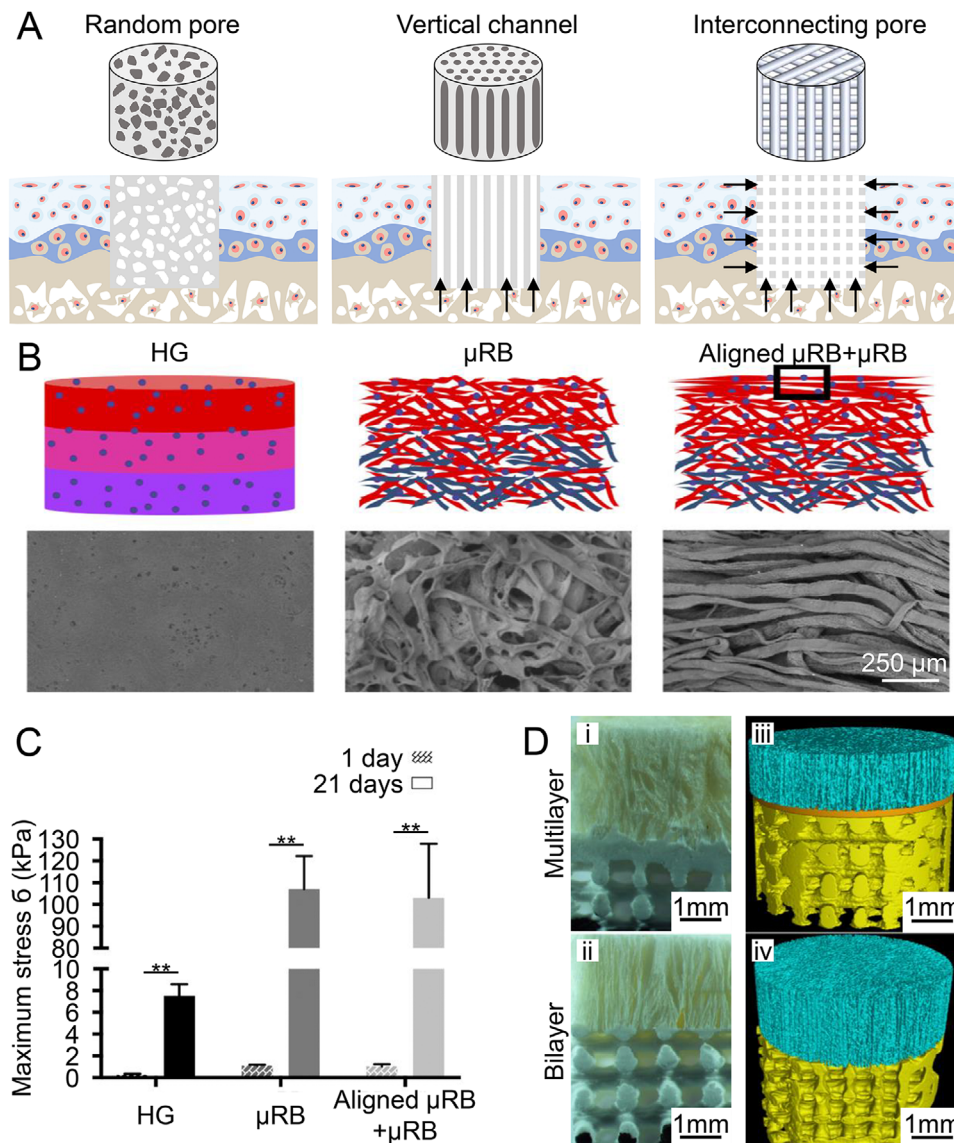 A
Random pore
Vertical channel
Interconnecting pore
B
HG
µRB
Aligned µRB+µRB
250 µm
C
1 day
21 days
Maximum stress б (kPa)
130
120
110
100
90
80
10
8
6
4
2
0
**
**
**
HG
µRB
Aligned µRB
+µRB
D
Multilayer
Bilayer
i
1mm
iii
1mm
ii
1mm
iv
1mm